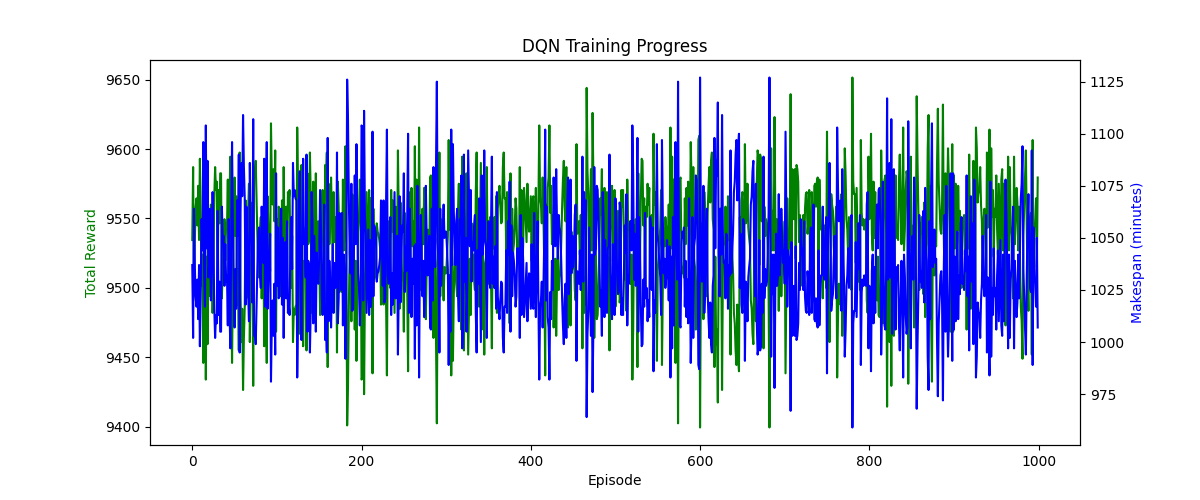 DQN Training Progress
Total Reward
9650
9600
9550
9500
9450
9400
1125
1100
1075
1050
1025
1000
975
Makespan (minutes)
0 200 400 600 800 1000
Episode